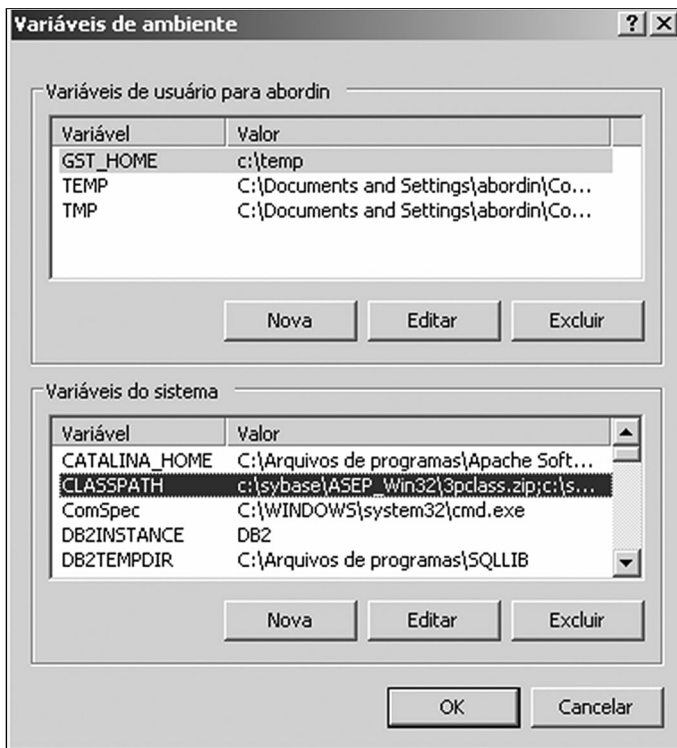 Variáveis de ambiente
Variáveis de usuário para abordin
Variável Valor
GST_HOME c:\temp
TEMP C:\Documents and Settings\abordin\Co...
TMP C:\Documents and Settings\abordin\Co...
Nova Editar Excluir
Variáveis do sistema
Variável Valor
CATALINA_HOME C:\Arquivos de programas\Apache Soft...
CLASSPATH c:\sybase\ASEP_Win32\3pclass.zip;c:\s...
ComSpec C:\WINDOWS\system32\cmd.exe
DB2INSTANCE DB2
DB2TEMPDIR C:\Arquivos de programas\SQLLIB
Nova Editar Excluir
OK Cancelar